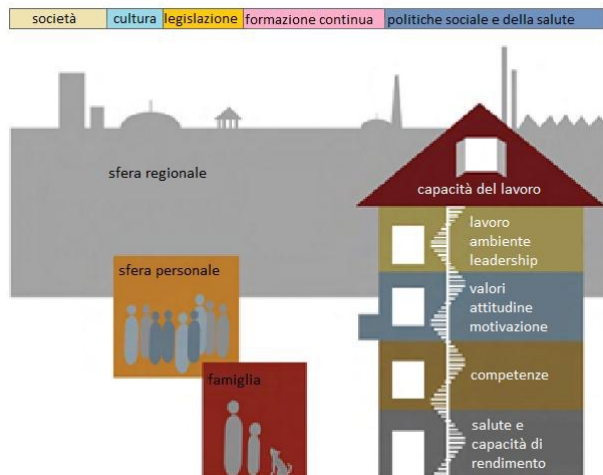 società
cultura
legislazione
formazione continua
politiche sociale e della salute
sfera regionale
capacità del lavoro
lavoro
ambiente
leadership
sfera personale
valori
attitudine
motivazione
famiglia
competenze
salute e
capacità di
rendimento